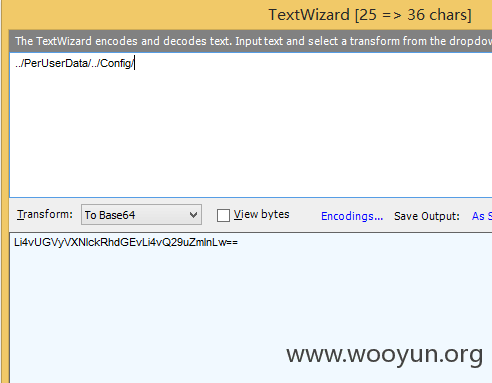 TextWizard [25 => 36 chars]
The TextWizard encodes and decodes text. Input text and select a transform from the dropdow
../PerUserData/../Config/
Transform: To Base64 View bytes Encodings... Save Output: As S
Li4vUGVyVXNlckRhdGEvLi4vQ29uZmlnLw==
www.wooyun.org